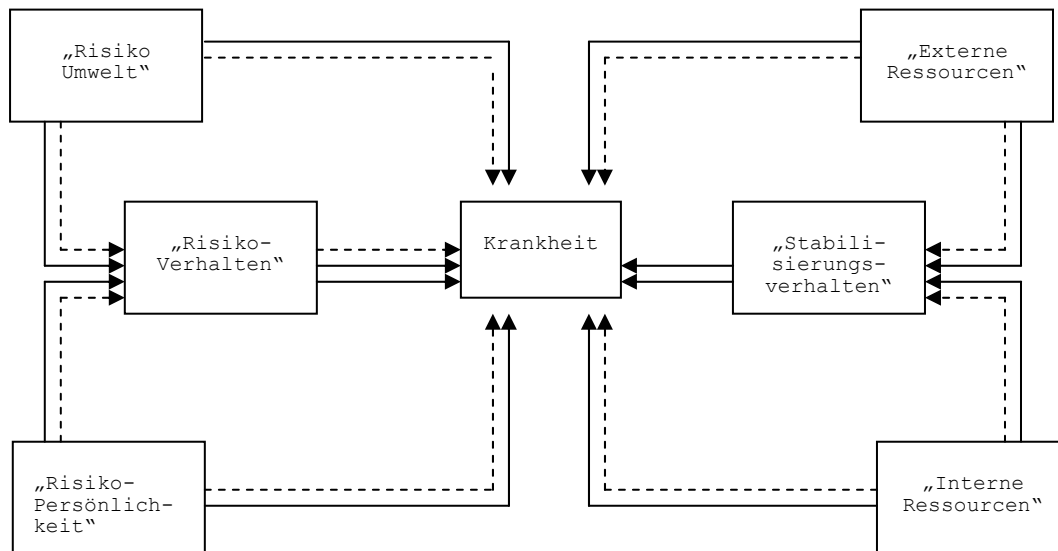 „Risiko
Umwelt“
„Externe
Ressourcen“
„Risiko-
Verhalten“
Krankheit
„Stabili-
sierungs-
verhalten“
„Risiko-
Persönlich-
keit“
„Interne
Ressourcen“